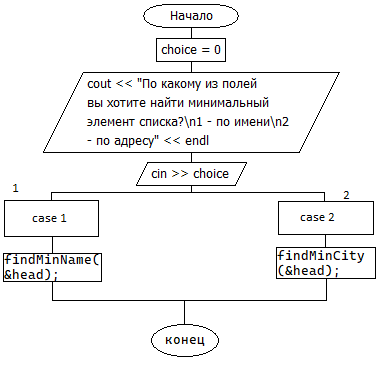 Начало
choice = 0
cout << "По какому из полей
вы хотите найти минимальный
элемент списка?\n1 - по имени\n2
- по адресу" << endl
cin >> choice
1
2
case 1
case 2
findMinName(
&head);
findMinCity
(&head);
конец